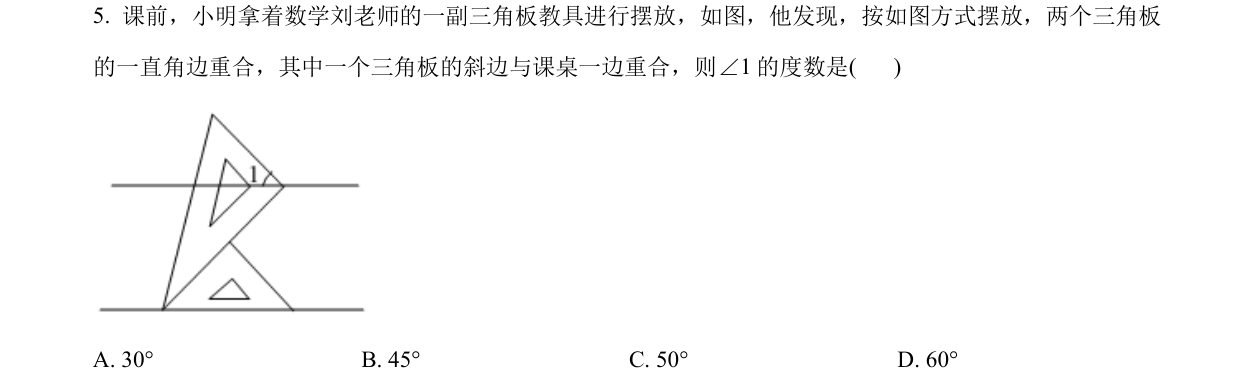 5. 课前，小明拿着数学刘老师的一副三角板教具进行摆放，如图，他发现，按如图方式摆放，两个三角板
的一直角边重合，其中一个三角板的斜边与课桌一边重合，则∠1的度数是( )
1
A. 30° B. 45° C. 50° D. 60°